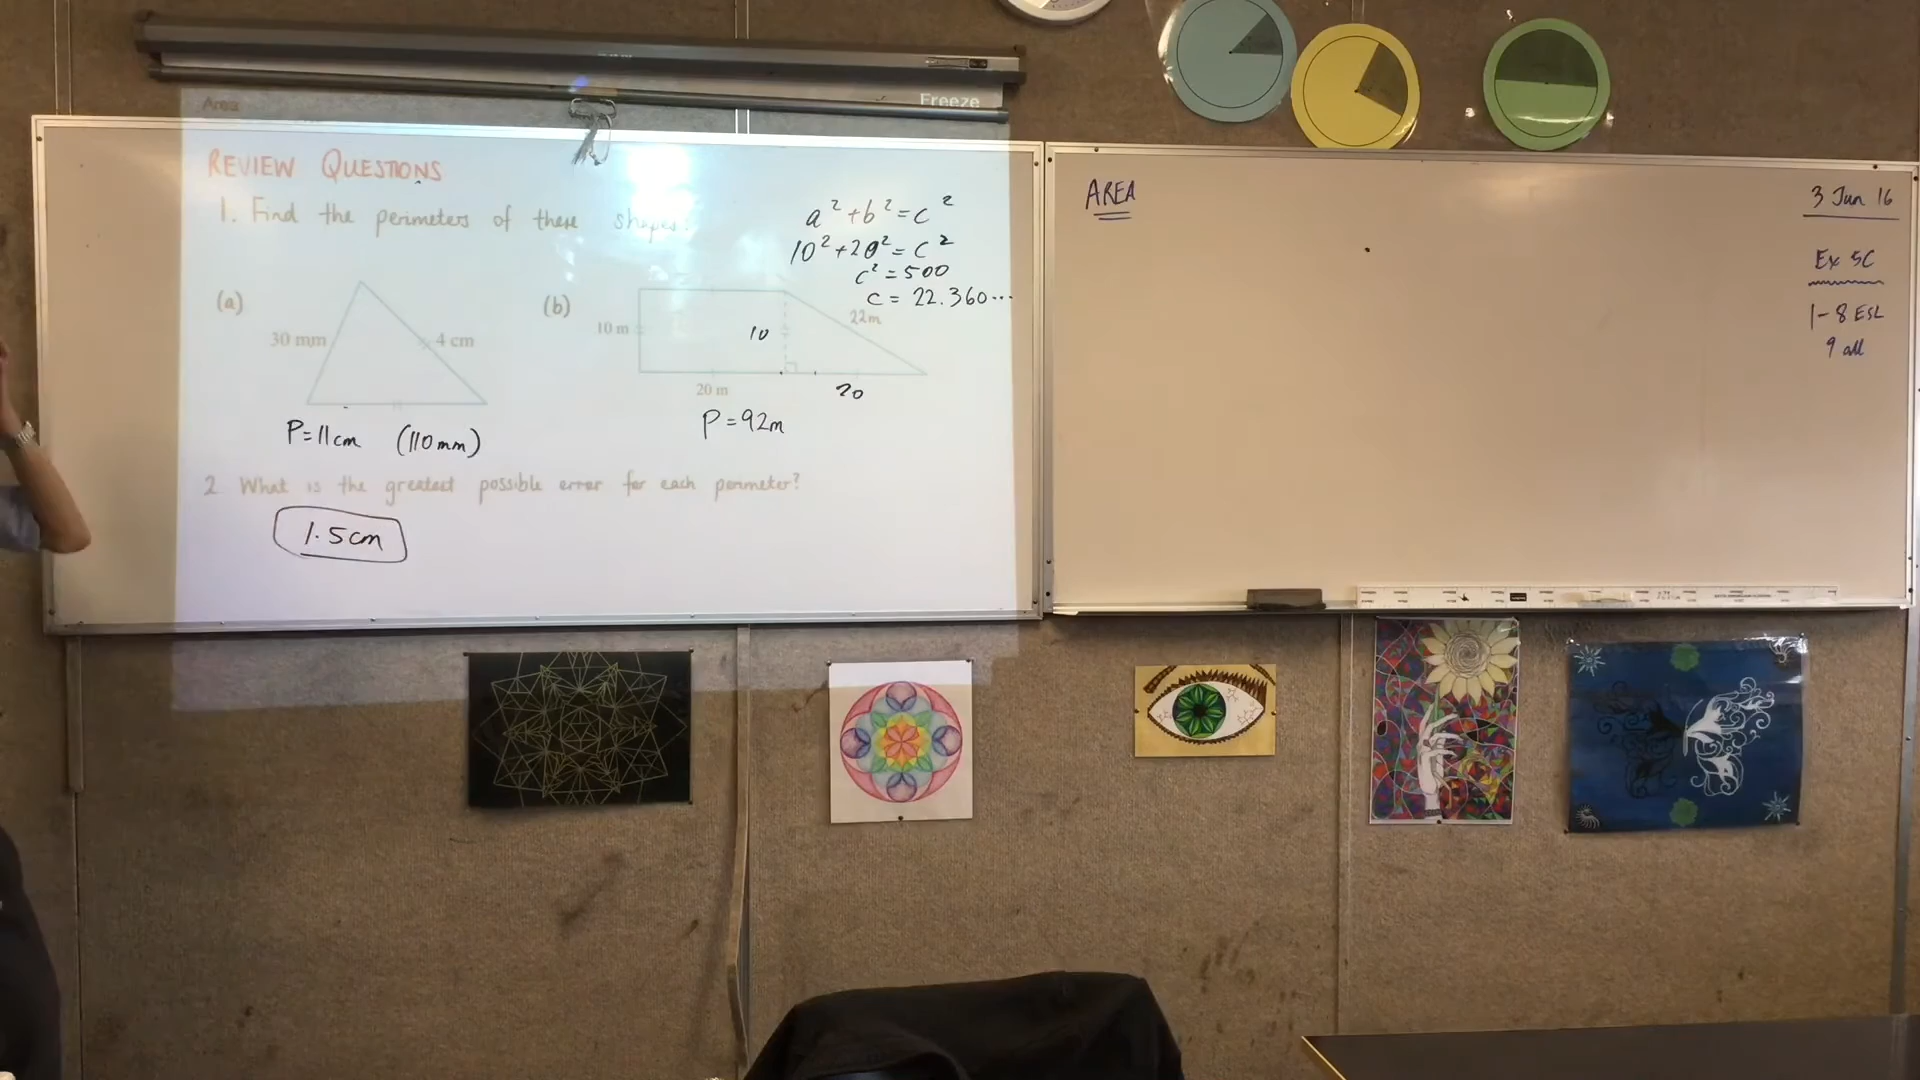 Area
Freeze
REVIEW QUESTIONS
1. Find the perimeters of these shapes.
a² + b² = c²
10² + 20² = c²
c² = 500
c = 22.360...
(a)
30 mm
4 cm
P = 11cm (110mm)
(b)
10 m
10
22m
20 m
20
P = 92m
2. What is the greatest possible error for each perimeter?
1.5cm
AREA
3 Jun 16
Ex 5C
1-8 ESL
9 all